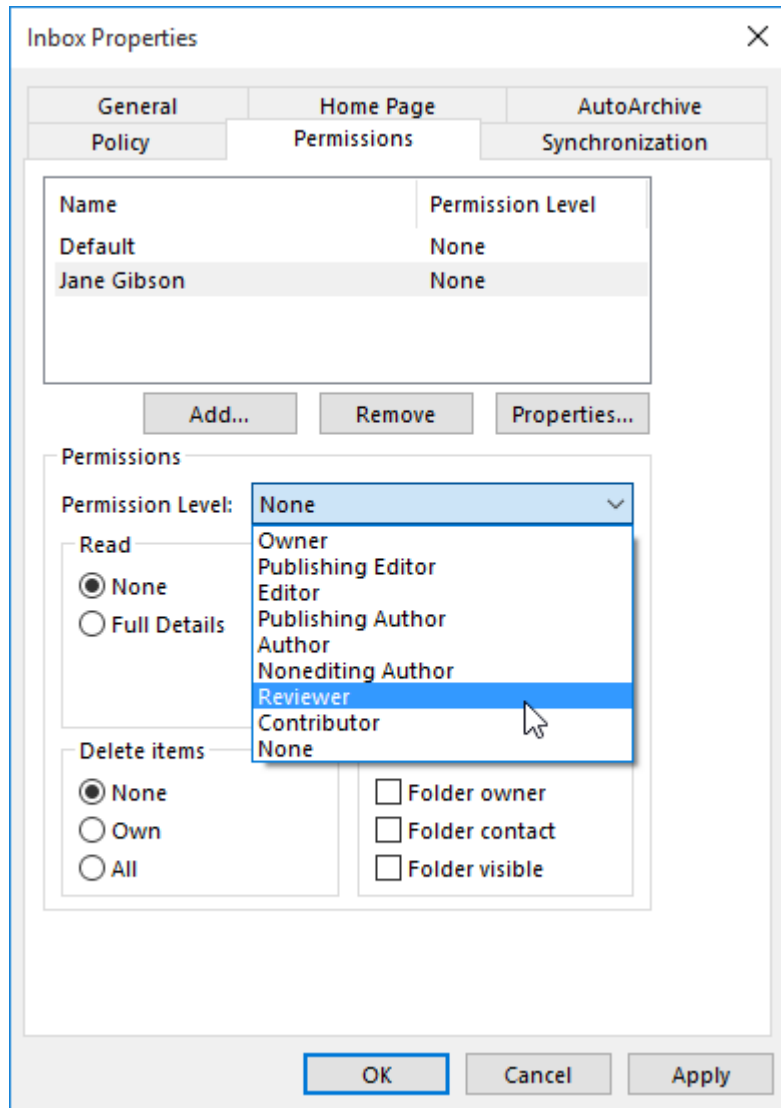 Inbox Properties
General Home Page AutoArchive
Policy Permissions Synchronization
Name Permission Level
Default None
Jane Gibson None
Add... Remove Properties...
Permissions
Permission Level: None
Owner
Read
Publishing Editor
None Editor
Publishing Author
Full Details
Author
Nonediting Author
Reviewer
Contributor
Delete items None
None Folder owner
Own Folder contact
All Folder visible
OK Cancel Apply